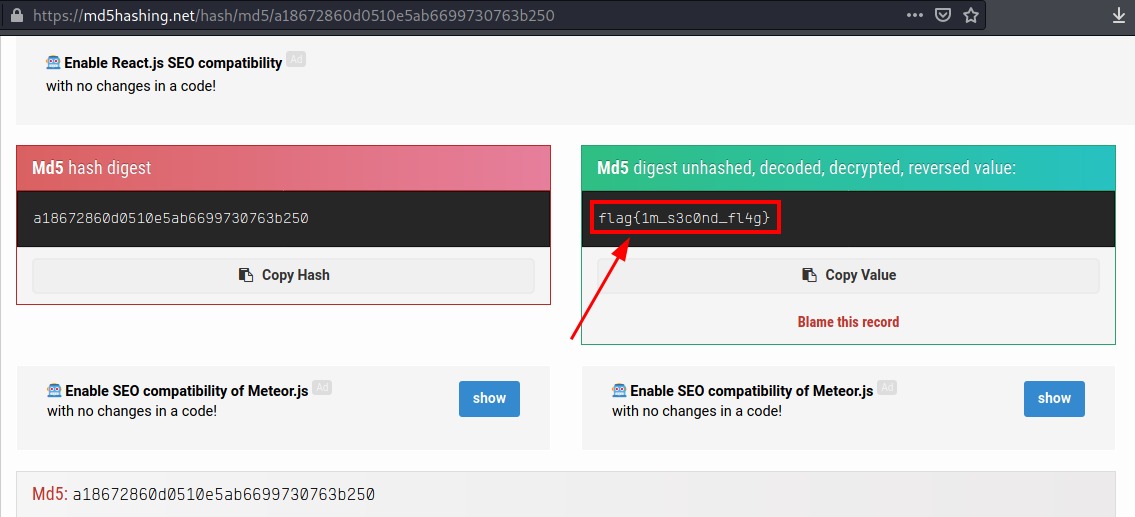 https://md5hashing.net/hash/md5/a18672860d0510e5ab6699730763b250
Enable React.js SEO compatibility Ad
with no changes in a code!
Md5 hash digest
a18672860d0510e5ab6699730763b250
Copy Hash
Md5 digest unhashed, decoded, decrypted, reversed value:
flag{1m_s3c0nd_fl4g}
Copy Value
Blame this record
Enable SEO compatibility of Meteor.js Ad
with no changes in a code!
show
Enable SEO compatibility of Meteor.js Ad
with no changes in a code!
show
Md5: a18672860d0510e5ab6699730763b250